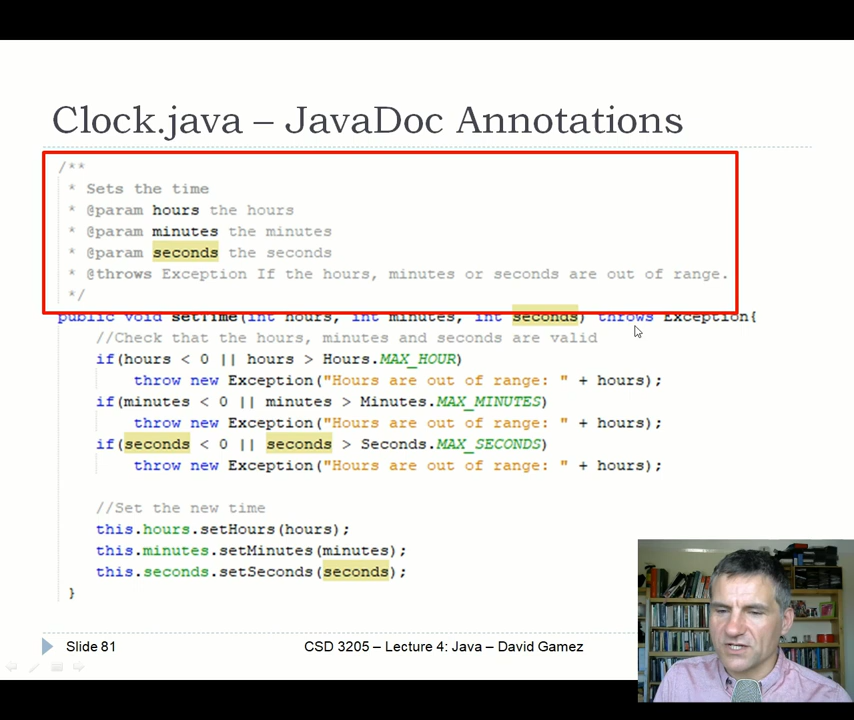 Clock.java – JavaDoc Annotations
/**
* Sets the time
* @param hours the hours
* @param minutes the minutes
* @param seconds the seconds
* @throws Exception If the hours, minutes or seconds are out of range.
*/
public void setTime(int hours, int minutes, int seconds) throws Exception{
//Check that the hours, minutes and seconds are valid
if(hours < 0 || hours > Hours.MAX_HOUR)
throw new Exception("Hours are out of range: " + hours);
if(minutes < 0 || minutes > Minutes.MAX_MINUTES)
throw new Exception("Hours are out of range: " + hours);
if(seconds < 0 || seconds > Seconds.MAX_SECONDS)
throw new Exception("Hours are out of range: " + hours);
//Set the new time
this.hours.setHours(hours);
this.minutes.setMinutes(minutes);
this.seconds.setSeconds(seconds);
}
Slide 81
CSD 3205 – Lecture 4: Java – David Gamez